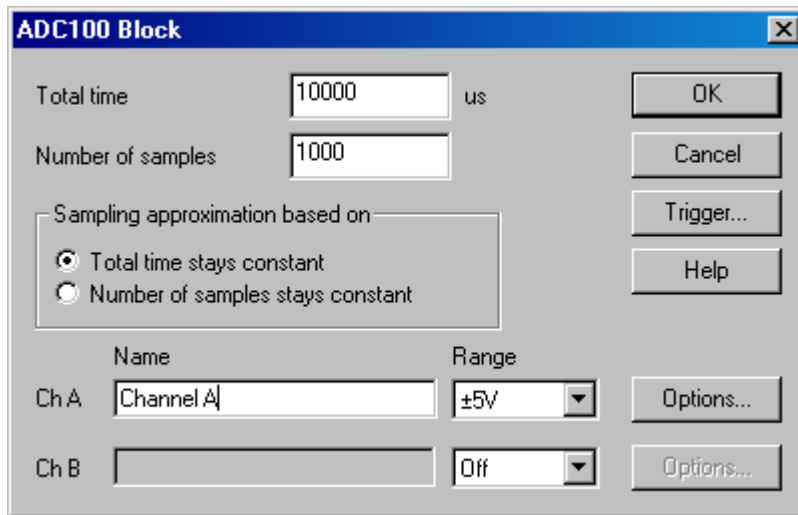 ADC100 Block
Total time 10000 us OK
Number of samples 1000 Cancel
Sampling approximation based on Trigger...
Total time stays constant
Help
Number of samples stays constant
Name Range
Ch A Channel A ±5V Options...
Ch B Off Options...